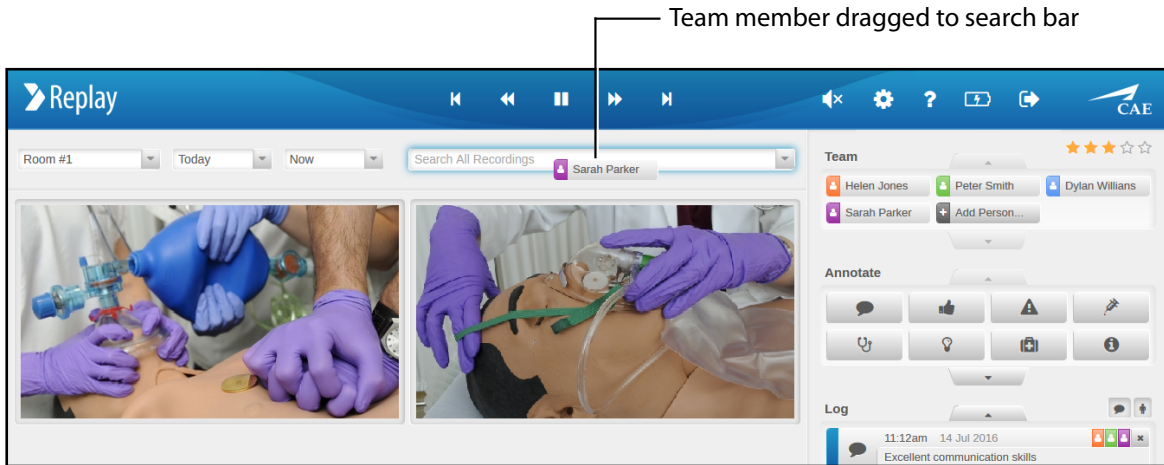 Team member dragged to search bar
Replay
?
CAE
Room #1
Today
Now
Search All Recordings
Sarah Parker
Team
Helen Jones
Peter Smith
Dylan Willians
Sarah Parker
Add Person...
Annotate
Log
11:12am 14 Jul 2016
Excellent communication skills